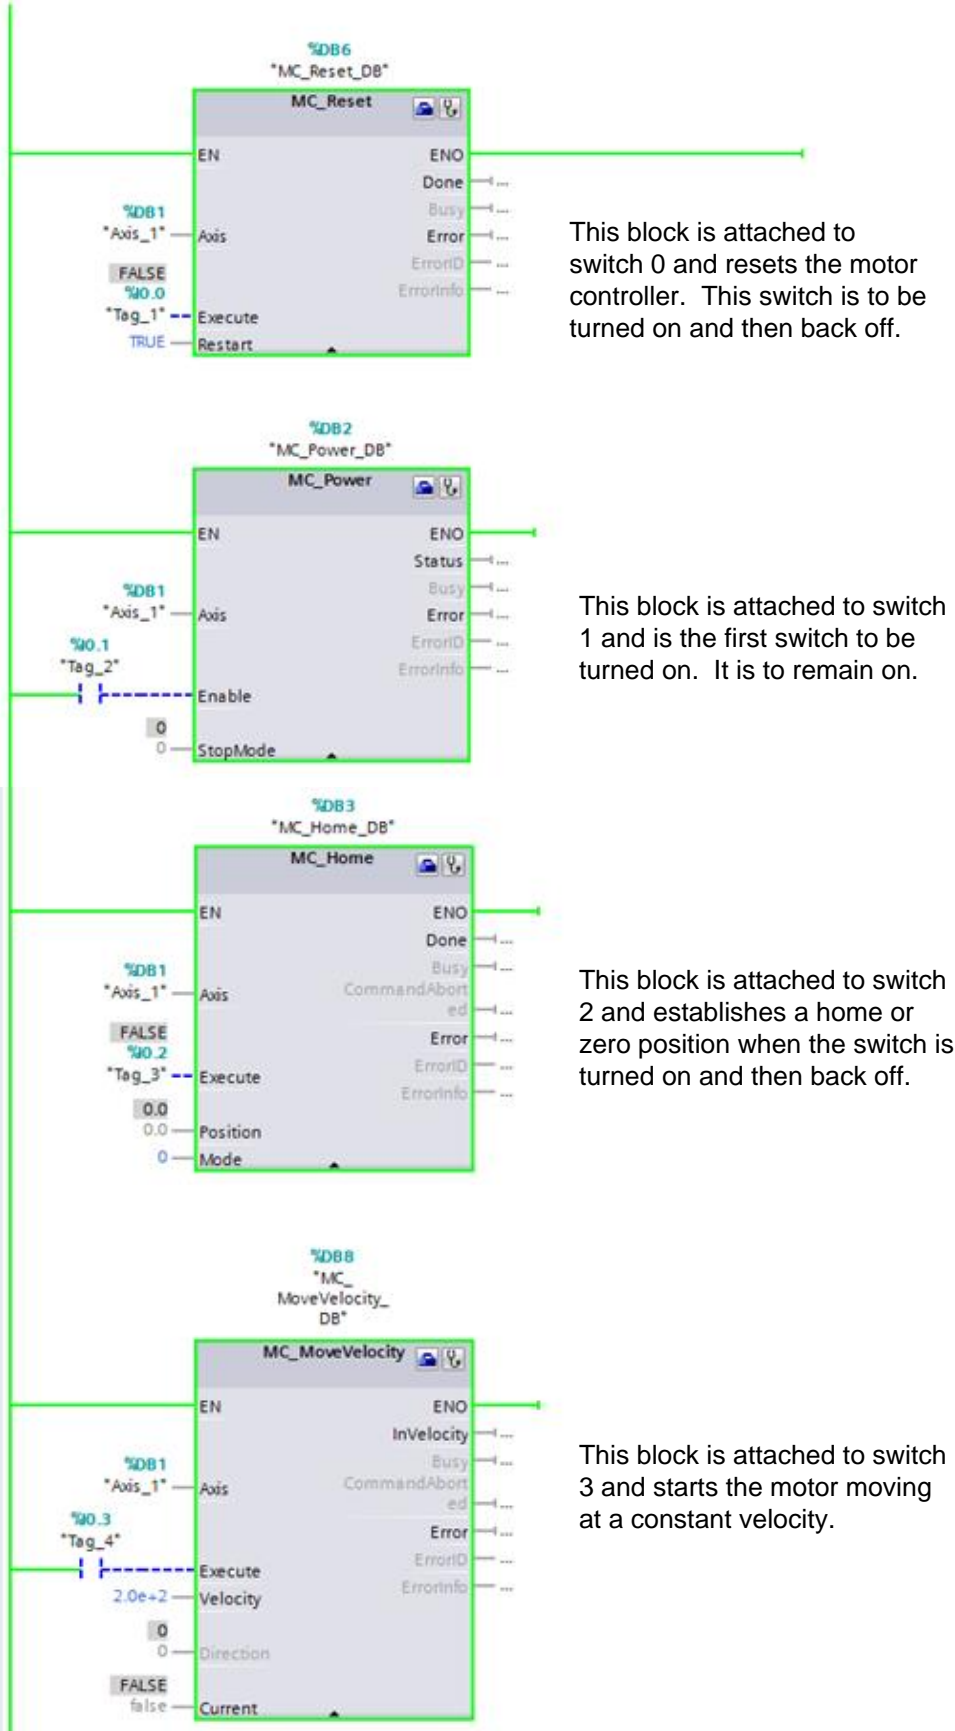 %DB6
"MC_Reset_DB"
MC_Reset
EN
ENO
Done
Busy
%DB1
"Axis_1"
Axis
Error
ErrorID
FALSE
%I0.0
ErrorInfo
"Tag_1"
Execute
TRUE
Restart
This block is attached to
switch 0 and resets the motor
controller. This switch is to be
turned on and then back off.
%DB2
"MC_Power_DB"
MC_Power
EN
ENO
Status
Busy
%DB1
"Axis_1"
Axis
Error
ErrorID
%I0.1
"Tag_2"
ErrorInfo
Enable
0
0
StopMode
This block is attached to switch
1 and is the first switch to be
turned on. It is to remain on.
%DB3
"MC_Home_DB"
MC_Home
EN
ENO
Done
Busy
%DB1
"Axis_1"
Axis
CommandAbort
ed
FALSE
%I0.2
Error
ErrorID
"Tag_3"
Execute
ErrorInfo
0.0
0.0
Position
0
Mode
This block is attached to switch
2 and establishes a home or
zero position when the switch is
turned on and then back off.
%DB8
"MC_
MoveVelocity_
DB"
MC_MoveVelocity
EN
ENO
InVelocity
Busy
%DB1
"Axis_1"
Axis
CommandAbort
ed
%I0.3
"Tag_4"
Error
ErrorID
Execute
ErrorInfo
2.0e+2
Velocity
0
0
Direction
FALSE
false
Current
This block is attached to switch
3 and starts the motor moving
at a constant velocity.